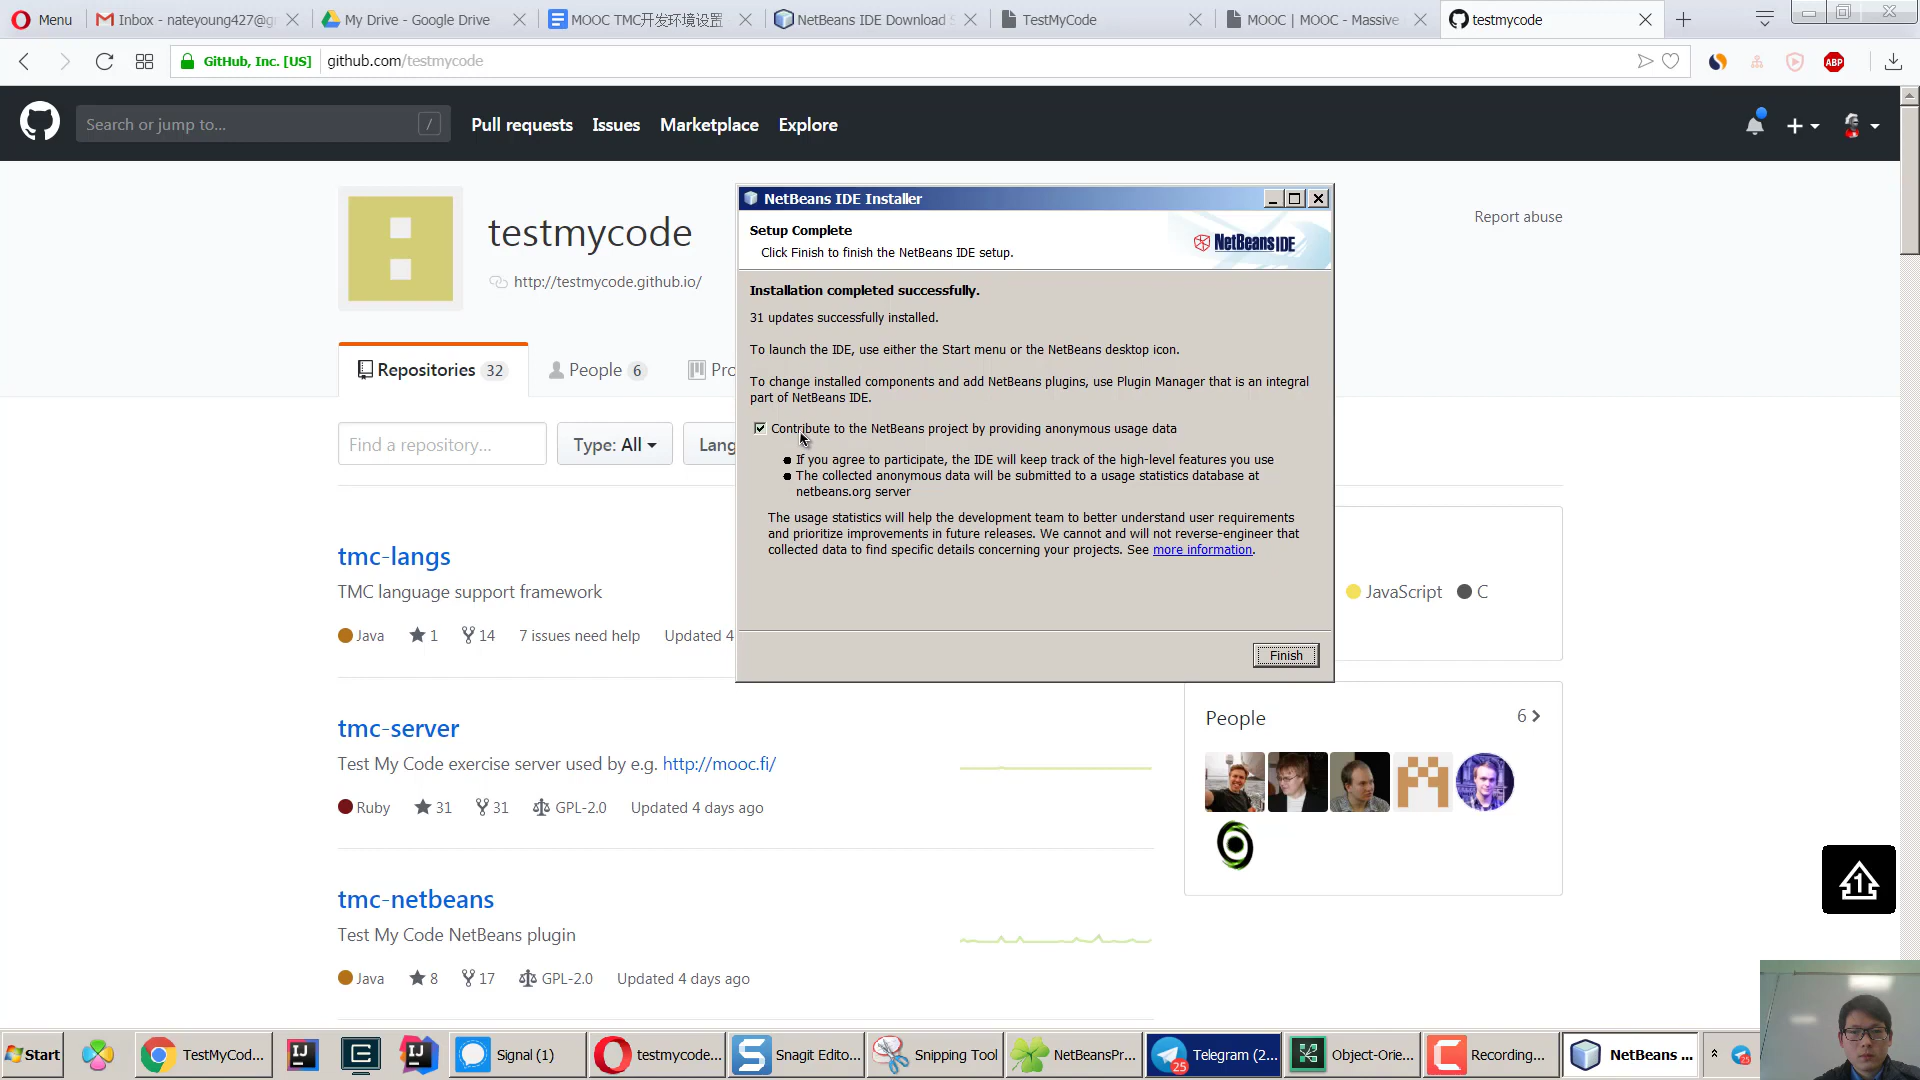 Menu
Inbox - nateyoung427@g
My Drive - Google Drive
MOOC TMC开发环境设置
NetBeans IDE Download
TestMyCode
MOOC | MOOC - Massive
testmycode
GitHub, Inc. [US]
github.com/testmycode
ABP
Search or jump to...
/
Pull requests
Issues
Marketplace
Explore
testmycode
http://testmycode.github.io/
Report abuse
Repositories 32
People 6
Pro
Find a repository...
Type: All
Lang
NetBeans IDE Installer
Setup Complete
Click Finish to finish the NetBeans IDE setup.
NetBeans IDE
Installation completed successfully.
31 updates successfully installed.
To launch the IDE, use either the Start menu or the NetBeans desktop icon.
To change installed components and add NetBeans plugins, use Plugin Manager that is an integral
part of NetBeans IDE.
Contribute to the NetBeans project by providing anonymous usage data
If you agree to participate, the IDE will keep track of the high-level features you use
The collected anonymous data will be submitted to a usage statistics database at
netbeans.org server
The usage statistics will help the development team to better understand user requirements
and prioritize improvements in future releases. We cannot and will not reverse-engineer that
collected data to find specific details concerning your projects. See more information.
Finish
tmc-langs
TMC language support framework
Java 1 14 7 issues need help Updated 4
JavaScript C
tmc-server
Test My Code exercise server used by e.g. http://mooc.fi/
Ruby 31 31 GPL-2.0 Updated 4 days ago
tmc-netbeans
Test My Code NetBeans plugin
Java 8 17 GPL-2.0 Updated 4 days ago
People 6
1
Start
TestMyCod...
IJ
IJ
Signal (1)
testmycode...
Snagit Edito...
Snipping Tool
NetBeansPr...
25
Telegram (2...
Object-Orie...
Recording...
NetBeans ...